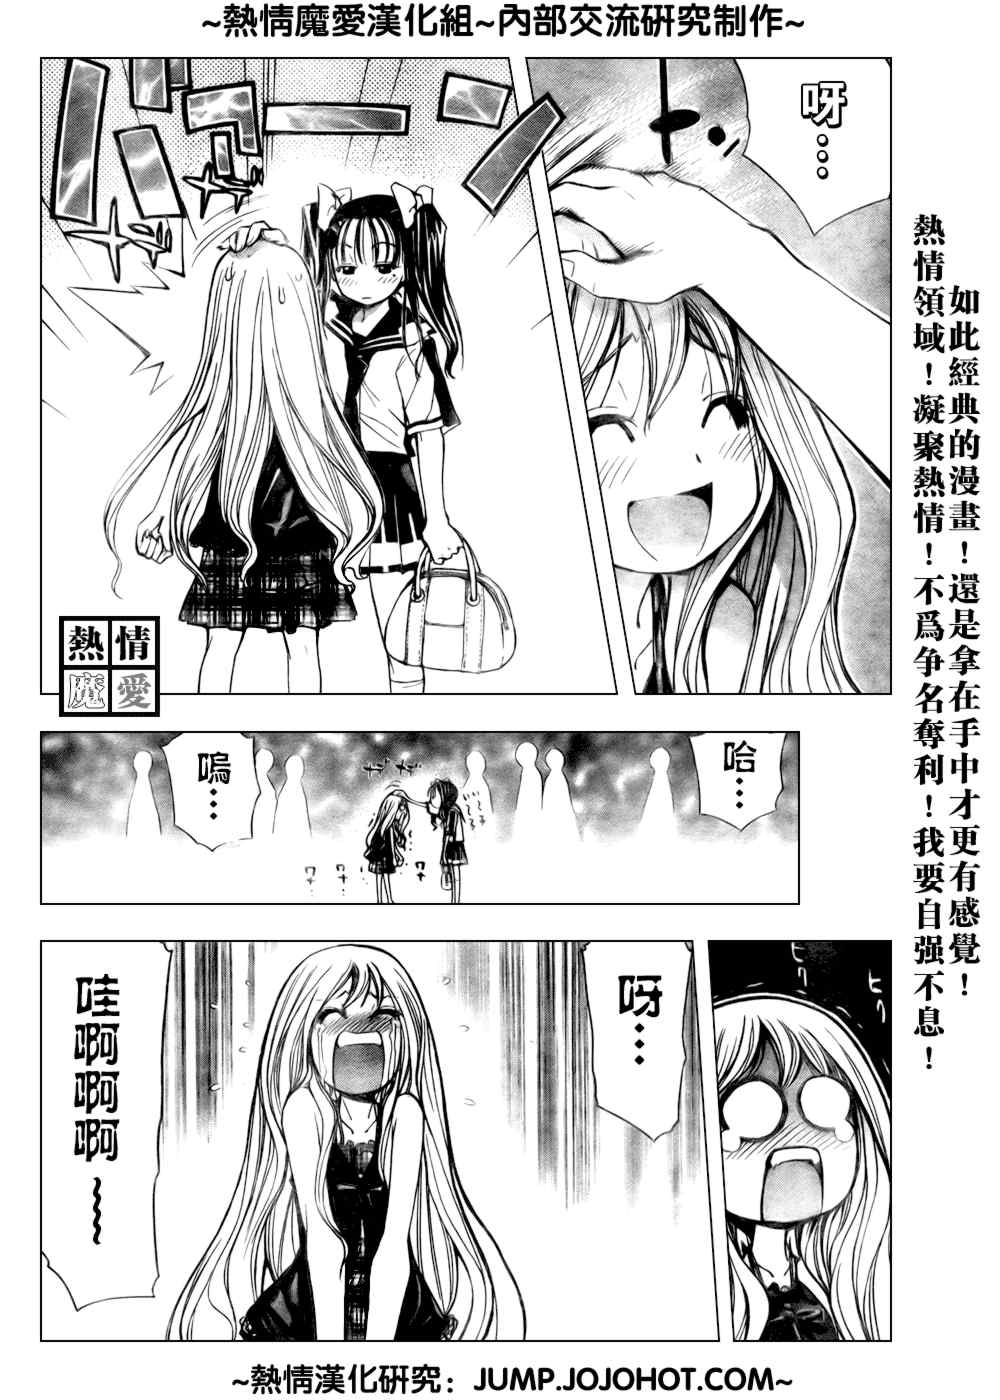 ~熱情魔愛漢化組~內部交流研究制作~
呀…
熱情
魔愛
哈…
嗚…
呀…
哇啊啊啊~
如此經典的漫畫！還是拿在手中才更有感覺！
熱情領域！凝聚熱情！不爲争名奪利！我要自强不息！
~熱情漢化研究：JUMP.JOJOHOT.COM~